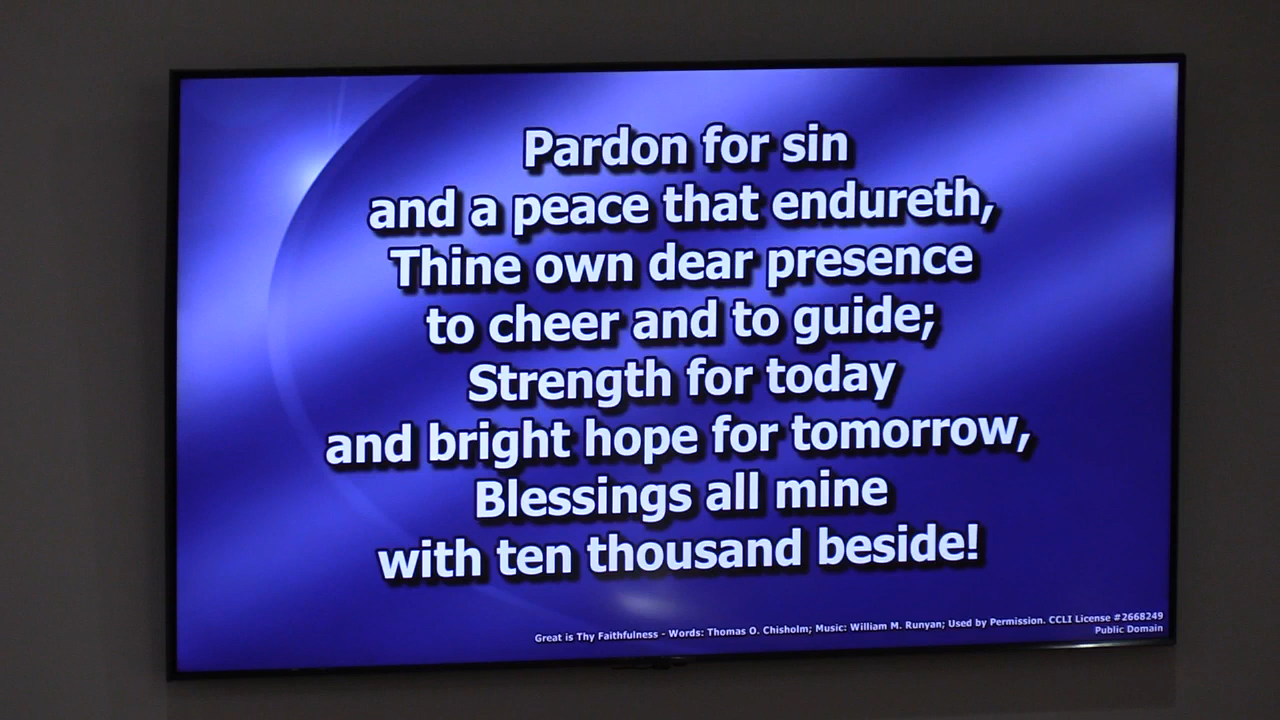 Pardon for sin
and a peace that endureth,
Thine own dear presence
to cheer and to guide;
Strength for today
and bright hope for tomorrow,
Blessings all mine
with ten thousand beside!
Great is Thy Faithfulness - Words: Thomas O. Chisholm; Music: William M. Runyan; Used by Permission. CCLI License #2668249
Public Domain